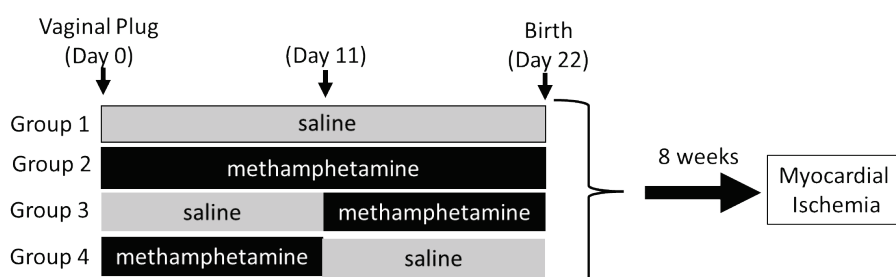 Vaginal Plug
(Day 0)
(Day 11)
Birth
(Day 22)
Group 1
saline
Group 2
methamphetamine
Group 3
saline
methamphetamine
Group 4
methamphetamine
saline
8 weeks
Myocardial
Ischemia